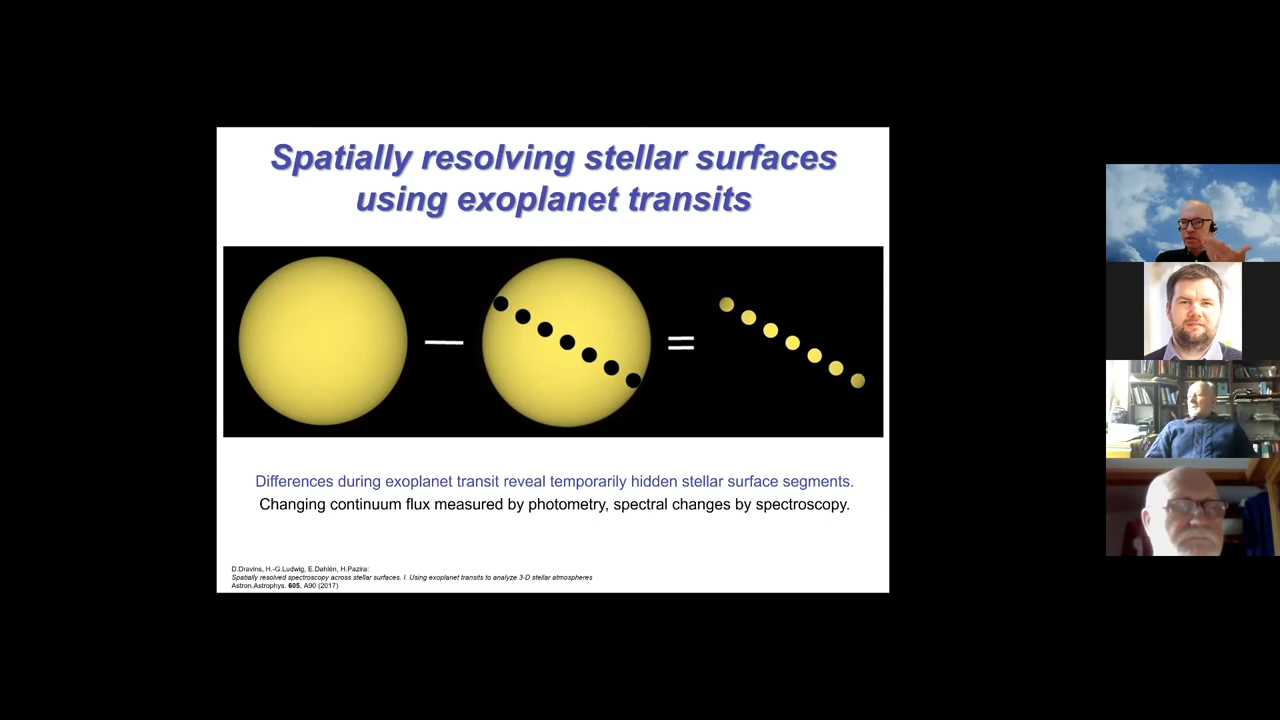 Spatially resolving stellar surfaces
using exoplanet transits
Differences during exoplanet transit reveal temporarily hidden stellar surface segments.
Changing continuum flux measured by photometry, spectral changes by spectroscopy.
D.Dravins, H.-G.Ludwig, E.Dahlén, H.Pazira:
Spatially resolved spectroscopy across stellar surfaces. I. Using exoplanet transits to analyze 3-D stellar atmospheres
Astron.Astrophys. 605, A90 (2017)